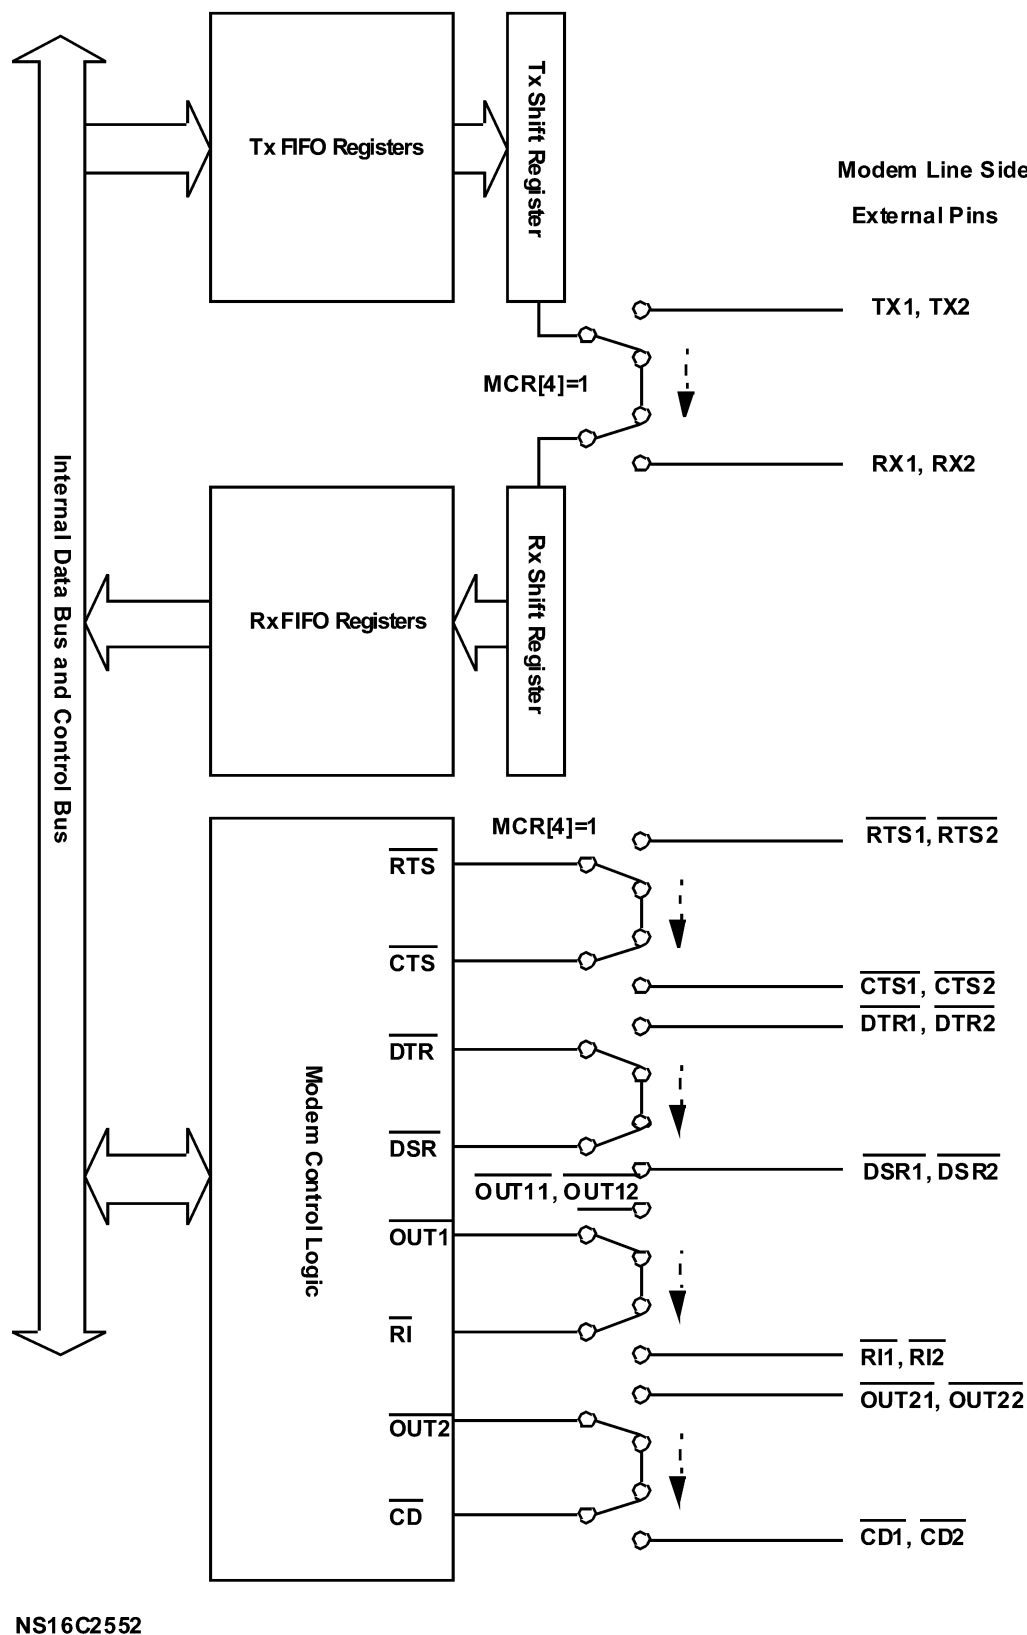 Tx FIFO Registers
Tx Shift Register
Modem Line Side
External Pins
TX1, TX2
MCR[4]=1
RX1, RX2
Internal Data Bus and Control Bus
Rx FIFO Registers
Rx Shift Register
MCR[4]=1
RTS1, RTS2
RTS
CTS
CTS1, CTS2
DTR1, DTR2
DTR
Modem Control Logic
DSR
DSR1, DSR2
OUT11, OUT12
OUT1
RI
RI1, RI2
OUT21, OUT22
OUT2
CD
CD1, CD2
NS16C2552